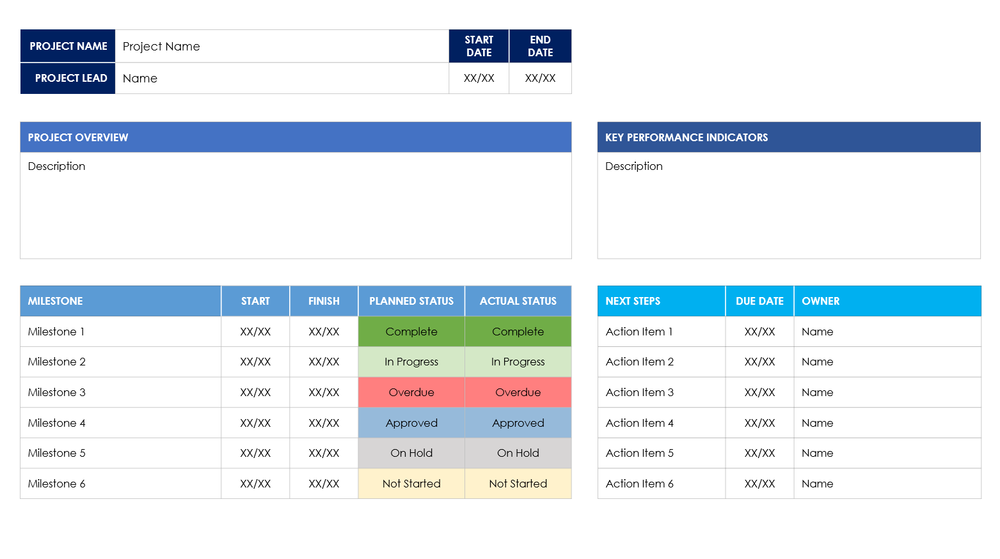 PROJECT NAME Project Name START DATE END DATE
PROJECT LEAD Name XX/XX XX/XX
PROJECT OVERVIEW
Description
KEY PERFORMANCE INDICATORS
Description
MILESTONE START FINISH PLANNED STATUS ACTUAL STATUS
Milestone 1 XX/XX XX/XX Complete Complete
Milestone 2 XX/XX XX/XX In Progress In Progress
Milestone 3 XX/XX XX/XX Overdue Overdue
Milestone 4 XX/XX XX/XX Approved Approved
Milestone 5 XX/XX XX/XX On Hold On Hold
Milestone 6 XX/XX XX/XX Not Started Not Started
NEXT STEPS DUE DATE OWNER
Action Item 1 XX/XX Name
Action Item 2 XX/XX Name
Action Item 3 XX/XX Name
Action Item 4 XX/XX Name
Action Item 5 XX/XX Name
Action Item 6 XX/XX Name